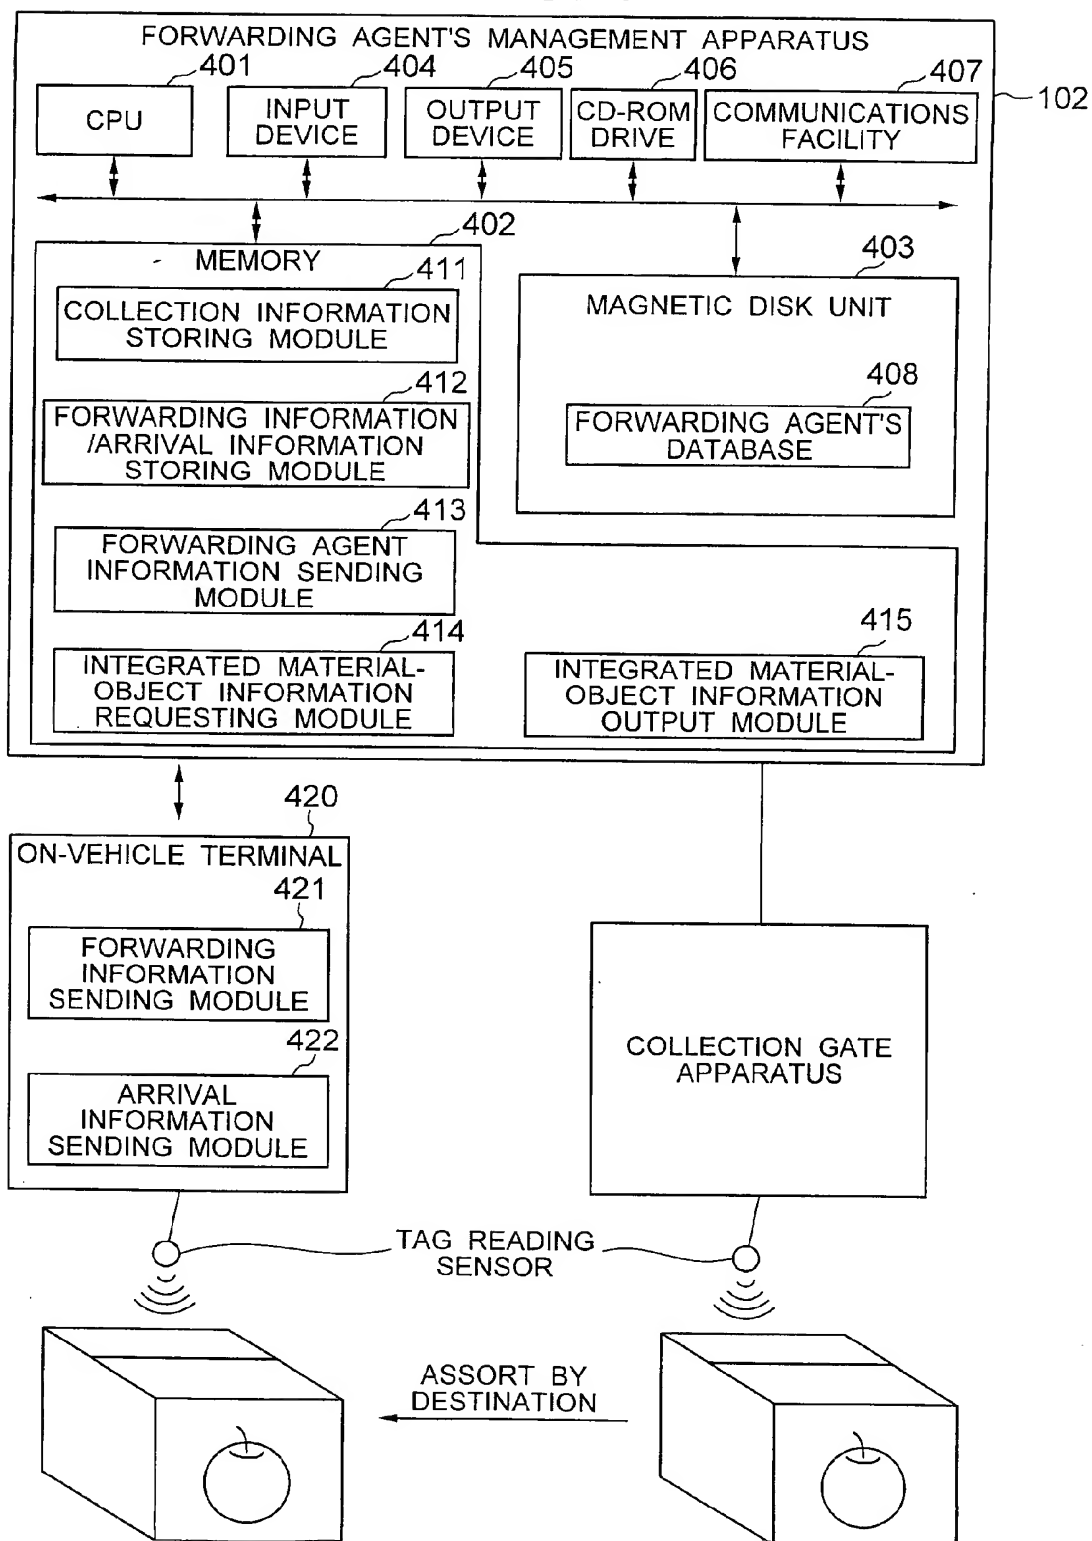 FORWARDING AGENT'S MANAGEMENT APPARATUS
401
404
405
406
407
102
CPU
INPUT
DEVICE
OUTPUT
DEVICE
CD-ROM
DRIVE
COMMUNICATIONS
FACILITY
402
MEMORY
411
COLLECTION INFORMATION
STORING MODULE
412
FORWARDING INFORMATION
/ARRIVAL INFORMATION
STORING MODULE
413
FORWARDING AGENT
INFORMATION SENDING
MODULE
414
INTEGRATED MATERIAL-
OBJECT INFORMATION
REQUESTING MODULE
403
MAGNETIC DISK UNIT
408
FORWARDING AGENT'S
DATABASE
415
INTEGRATED MATERIAL-
OBJECT INFORMATION
OUTPUT MODULE
420
ON-VEHICLE TERMINAL
421
FORWARDING
INFORMATION
SENDING MODULE
422
ARRIVAL
INFORMATION
SENDING MODULE
COLLECTION GATE
APPARATUS
TAG READING
SENSOR
ASSORT BY
DESTINATION